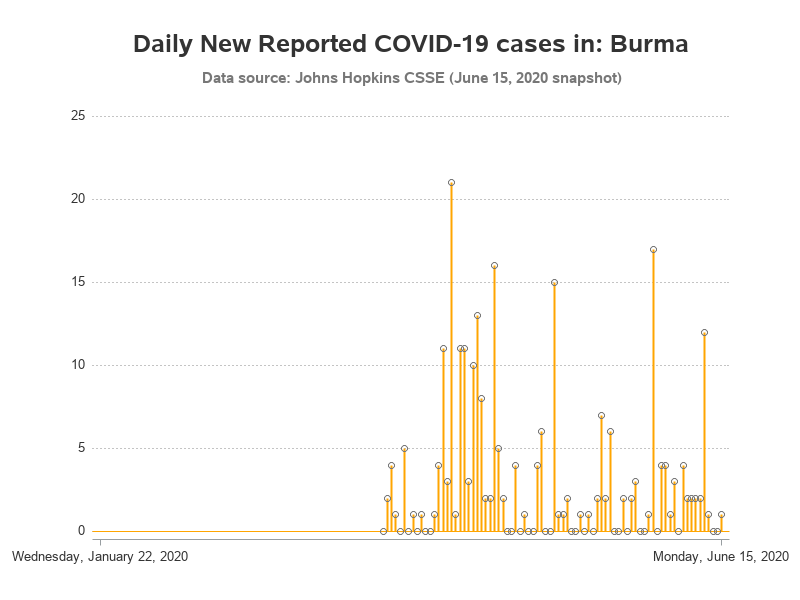 Daily New Reported COVID-19 cases in: Burma
Data source: Johns Hopkins CSSE (June 15, 2020 snapshot)
25
20
15
10
5
0
Wednesday, January 22, 2020
Monday, June 15, 2020